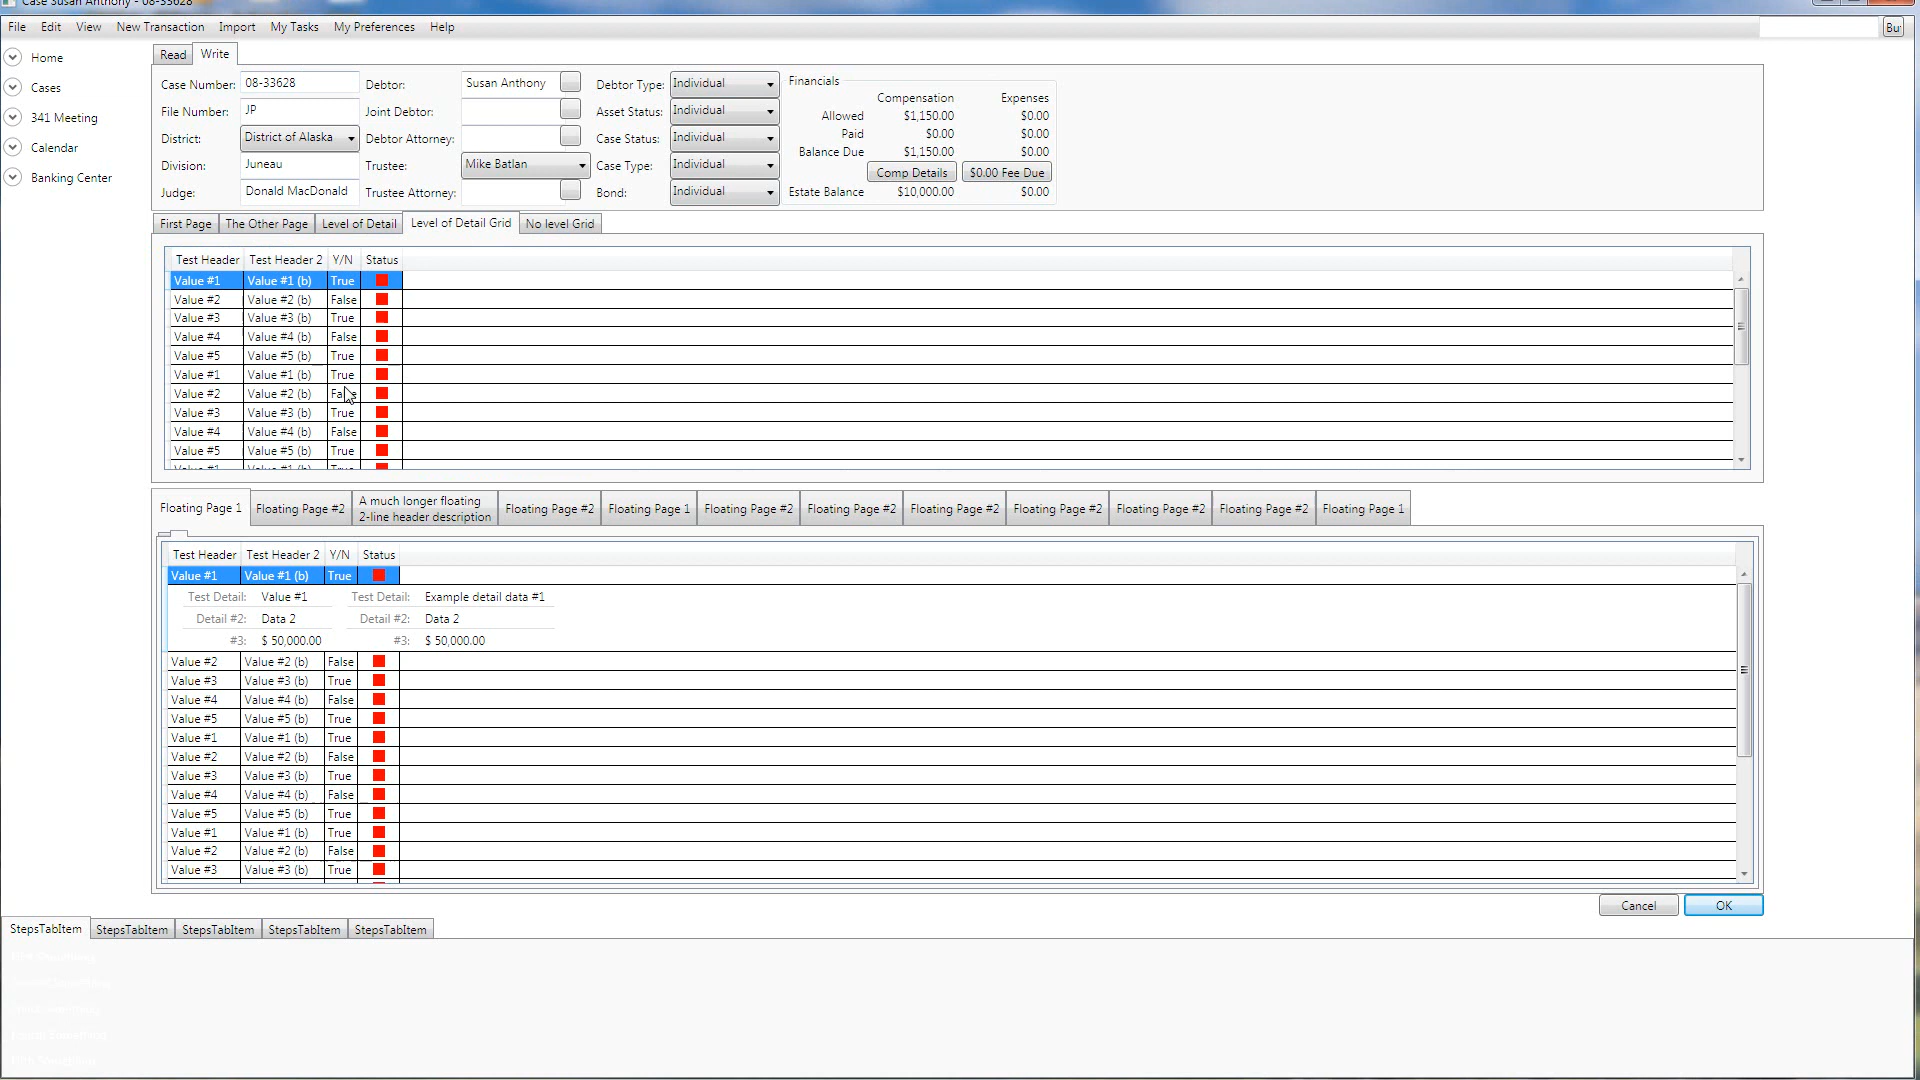 Case Susan Anthony - 08-33628
File Edit View New Transaction Import My Tasks My Preferences Help
Bu
Home
Cases
341 Meeting
Calendar
Banking Center
Read Write
Case Number: 08-33628 Debtor: Susan Anthony Debtor Type: Individual
File Number: JP Joint Debtor: Asset Status: Individual
District: District of Alaska Debtor Attorney: Case Status: Individual
Division: Juneau Trustee: Mike Batlan Case Type: Individual
Judge: Donald MacDonald Trustee Attorney: Bond: Individual
Financials
Compensation Expenses
Allowed $1,150.00 $0.00
Paid $0.00 $0.00
Balance Due $1,150.00 $0.00
Comp Details $0.00 Fee Due
Estate Balance $10,000.00 $0.00
First Page The Other Page Level of Detail Level of Detail Grid No level Grid
Test Header Test Header 2 Y/N Status
Value #1 Value #1 (b) True
Value #2 Value #2 (b) False
Value #3 Value #3 (b) True
Value #4 Value #4 (b) False
Value #5 Value #5 (b) True
Value #1 Value #1 (b) True
Value #2 Value #2 (b) False
Value #3 Value #3 (b) True
Value #4 Value #4 (b) False
Value #5 Value #5 (b) True
Value #1 Value #1 (b) True
Floating Page 1 Floating Page #2 A much longer floating
2-line header description Floating Page #2 Floating Page 1 Floating Page #2 Floating Page #2 Floating Page #2 Floating Page #2 Floating Page #2 Floating Page #2 Floating Page 1
Test Header Test Header 2 Y/N Status
Value #1 Value #1 (b) True
Test Detail: Value #1 Test Detail: Example detail data #1
Detail #2: Data 2 Detail #2: Data 2
#3: $ 50,000.00 #3: $ 50,000.00
Value #2 Value #2 (b) False
Value #3 Value #3 (b) True
Value #4 Value #4 (b) False
Value #5 Value #5 (b) True
Value #1 Value #1 (b) True
Value #2 Value #2 (b) False
Value #3 Value #3 (b) True
Value #4 Value #4 (b) False
Value #5 Value #5 (b) True
Value #1 Value #1 (b) True
Value #2 Value #2 (b) False
Value #3 Value #3 (b) True
Cancel OK
StepsTabItem StepsTabItem StepsTabItem StepsTabItem StepsTabItem